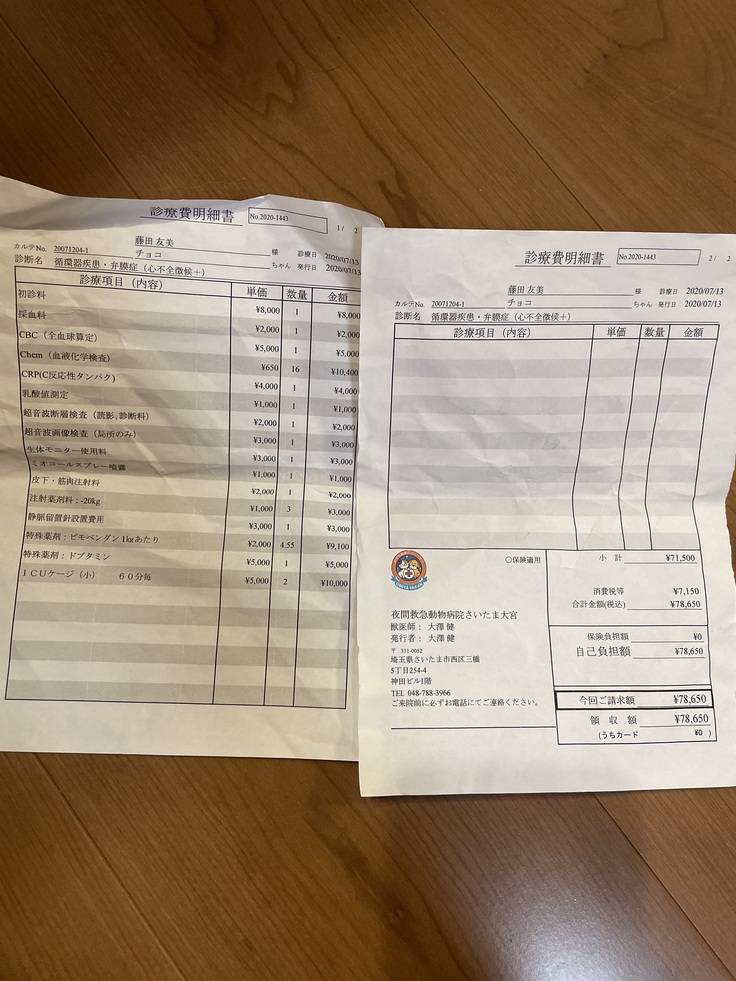 診療費明細書 No.2020-1443 1/ 2
藤田 友美 様 診療日 2020/07/13
カルテNo. 20071204-1 チョコ ちゃん 発行日 2020/07/13
診断名 循環器疾患・弁膜症（心不全徴候+）
診療項目（内容） 単価 数量 金額
初診料 ¥8,000 1 ¥8,000
採血料 ¥2,000 1 ¥2,000
CBC（全血球算定） ¥5,000 1 ¥5,000
Chem（血液化学検査） ¥650 16 ¥10,400
CRP(C反応性タンパク) ¥4,000 1 ¥4,000
乳酸値測定 ¥1,000 1 ¥1,000
超音波断層検査（読影､診断料） ¥2,000 1 ¥2,000
超音波画像検査（局所のみ） ¥3,000 1 ¥3,000
生体モニター使用料 ¥3,000 1 ¥3,000
ミオコールスプレー噴霧 ¥1,000 1 ¥1,000
皮下・筋肉注射料 ¥2,000 1 ¥2,000
注射薬剤料：-20kg ¥1,000 3 ¥3,000
静脈留置針設置費用 ¥3,000 1 ¥3,000
特殊薬剤：ピモベンダン 1kgあたり ¥2,000 4.55 ¥9,100
特殊薬剤：ドブタミン ¥5,000 1 ¥5,000
ＩＣＵケージ（小） ６０分毎 ¥5,000 2 ¥10,000
診療費明細書 No.2020-1443 2/ 2
藤田 友美 様 診療日 2020/07/13
カルテNo. 20071204-1 チョコ ちゃん 発行日 2020/07/13
診断名 循環器疾患・弁膜症（心不全徴候+）
診療項目（内容） 単価 数量 金額
○保険適用
小 計 ¥71,500
消費税等 ¥7,150
合計金額(税込) ¥78,650
保険負担額 ¥0
自己負担額 ¥78,650
今回ご請求額 ¥78,650
領 収 額 ¥78,650
(うちカード ¥0 )
夜間救急動物病院さいたま大宮
獣医師： 大澤 健
発行者： 大澤 健
〒 331-0052
埼玉県さいたま市西区三橋
5丁目254-4
神田ビル1階
TEL 048-788-3966
ご来院前に必ずお電話にてご連絡ください。